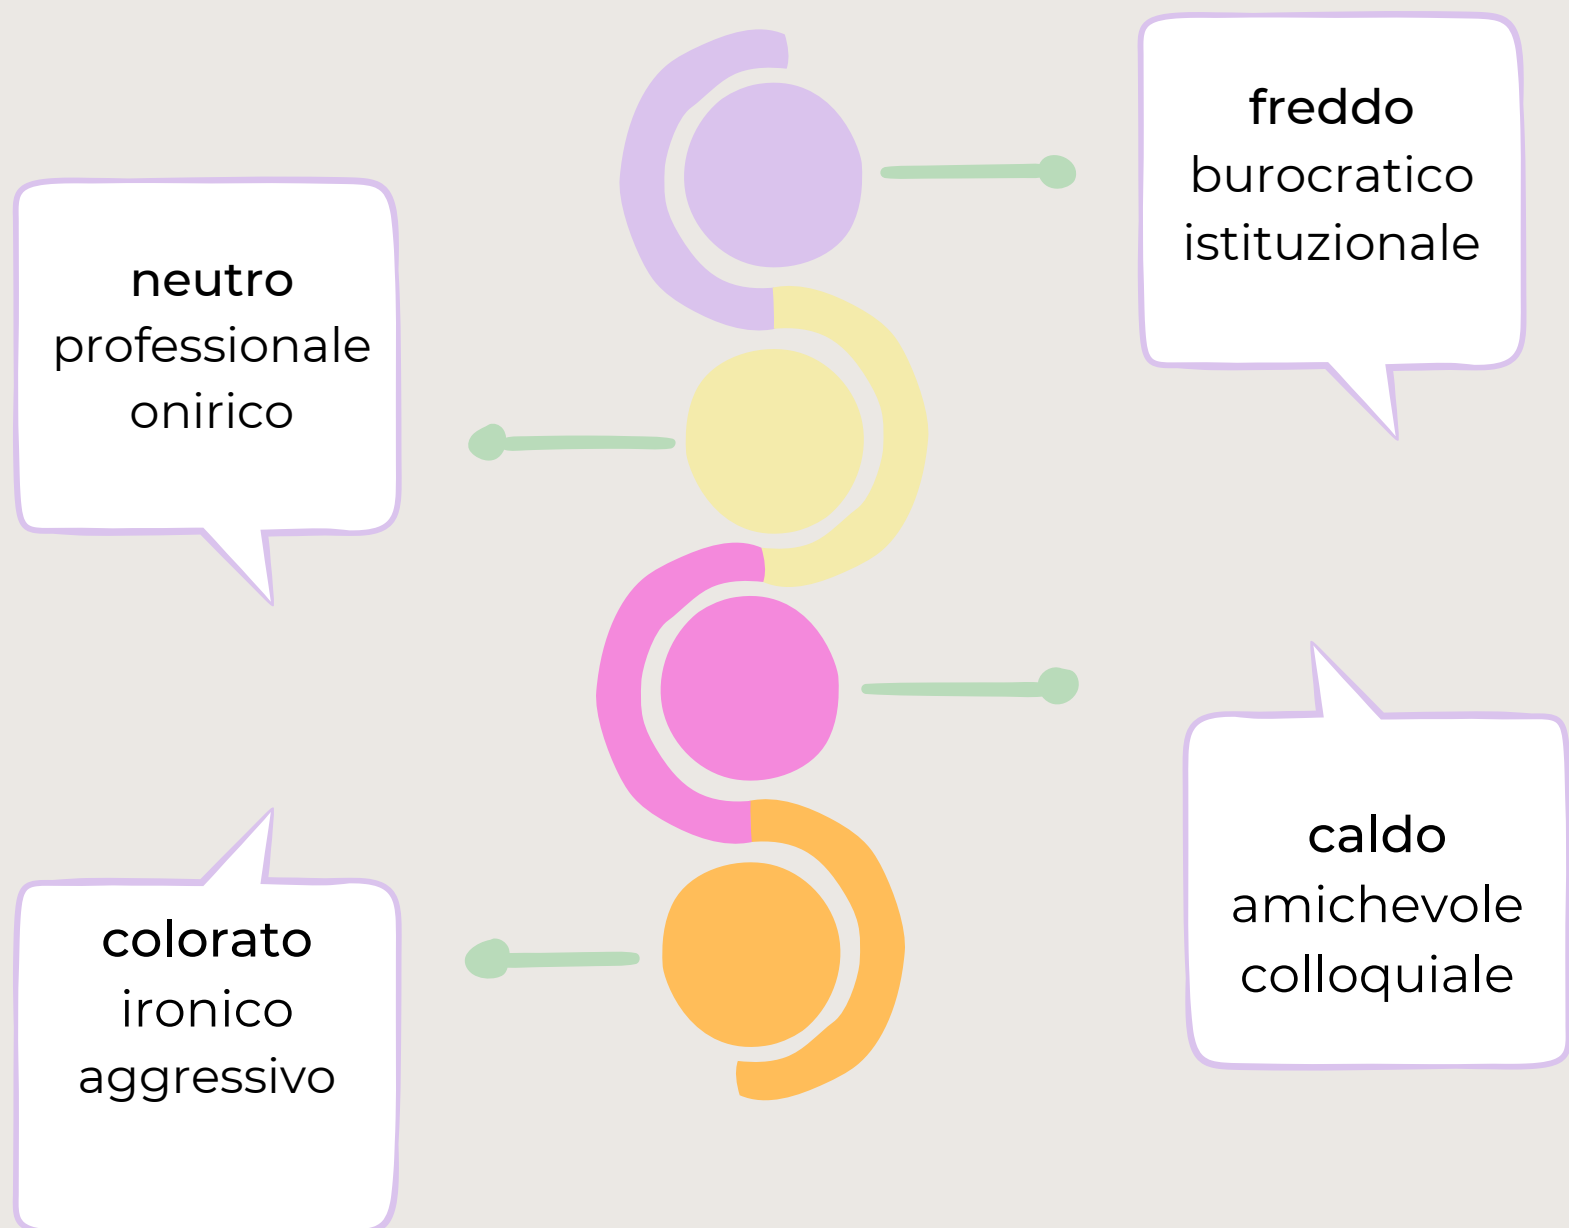 freddo
burocratico
istituzionale
neutro
professionale
onirico
caldo
amichevole
colloquiale
colorato
ironico
aggressivo